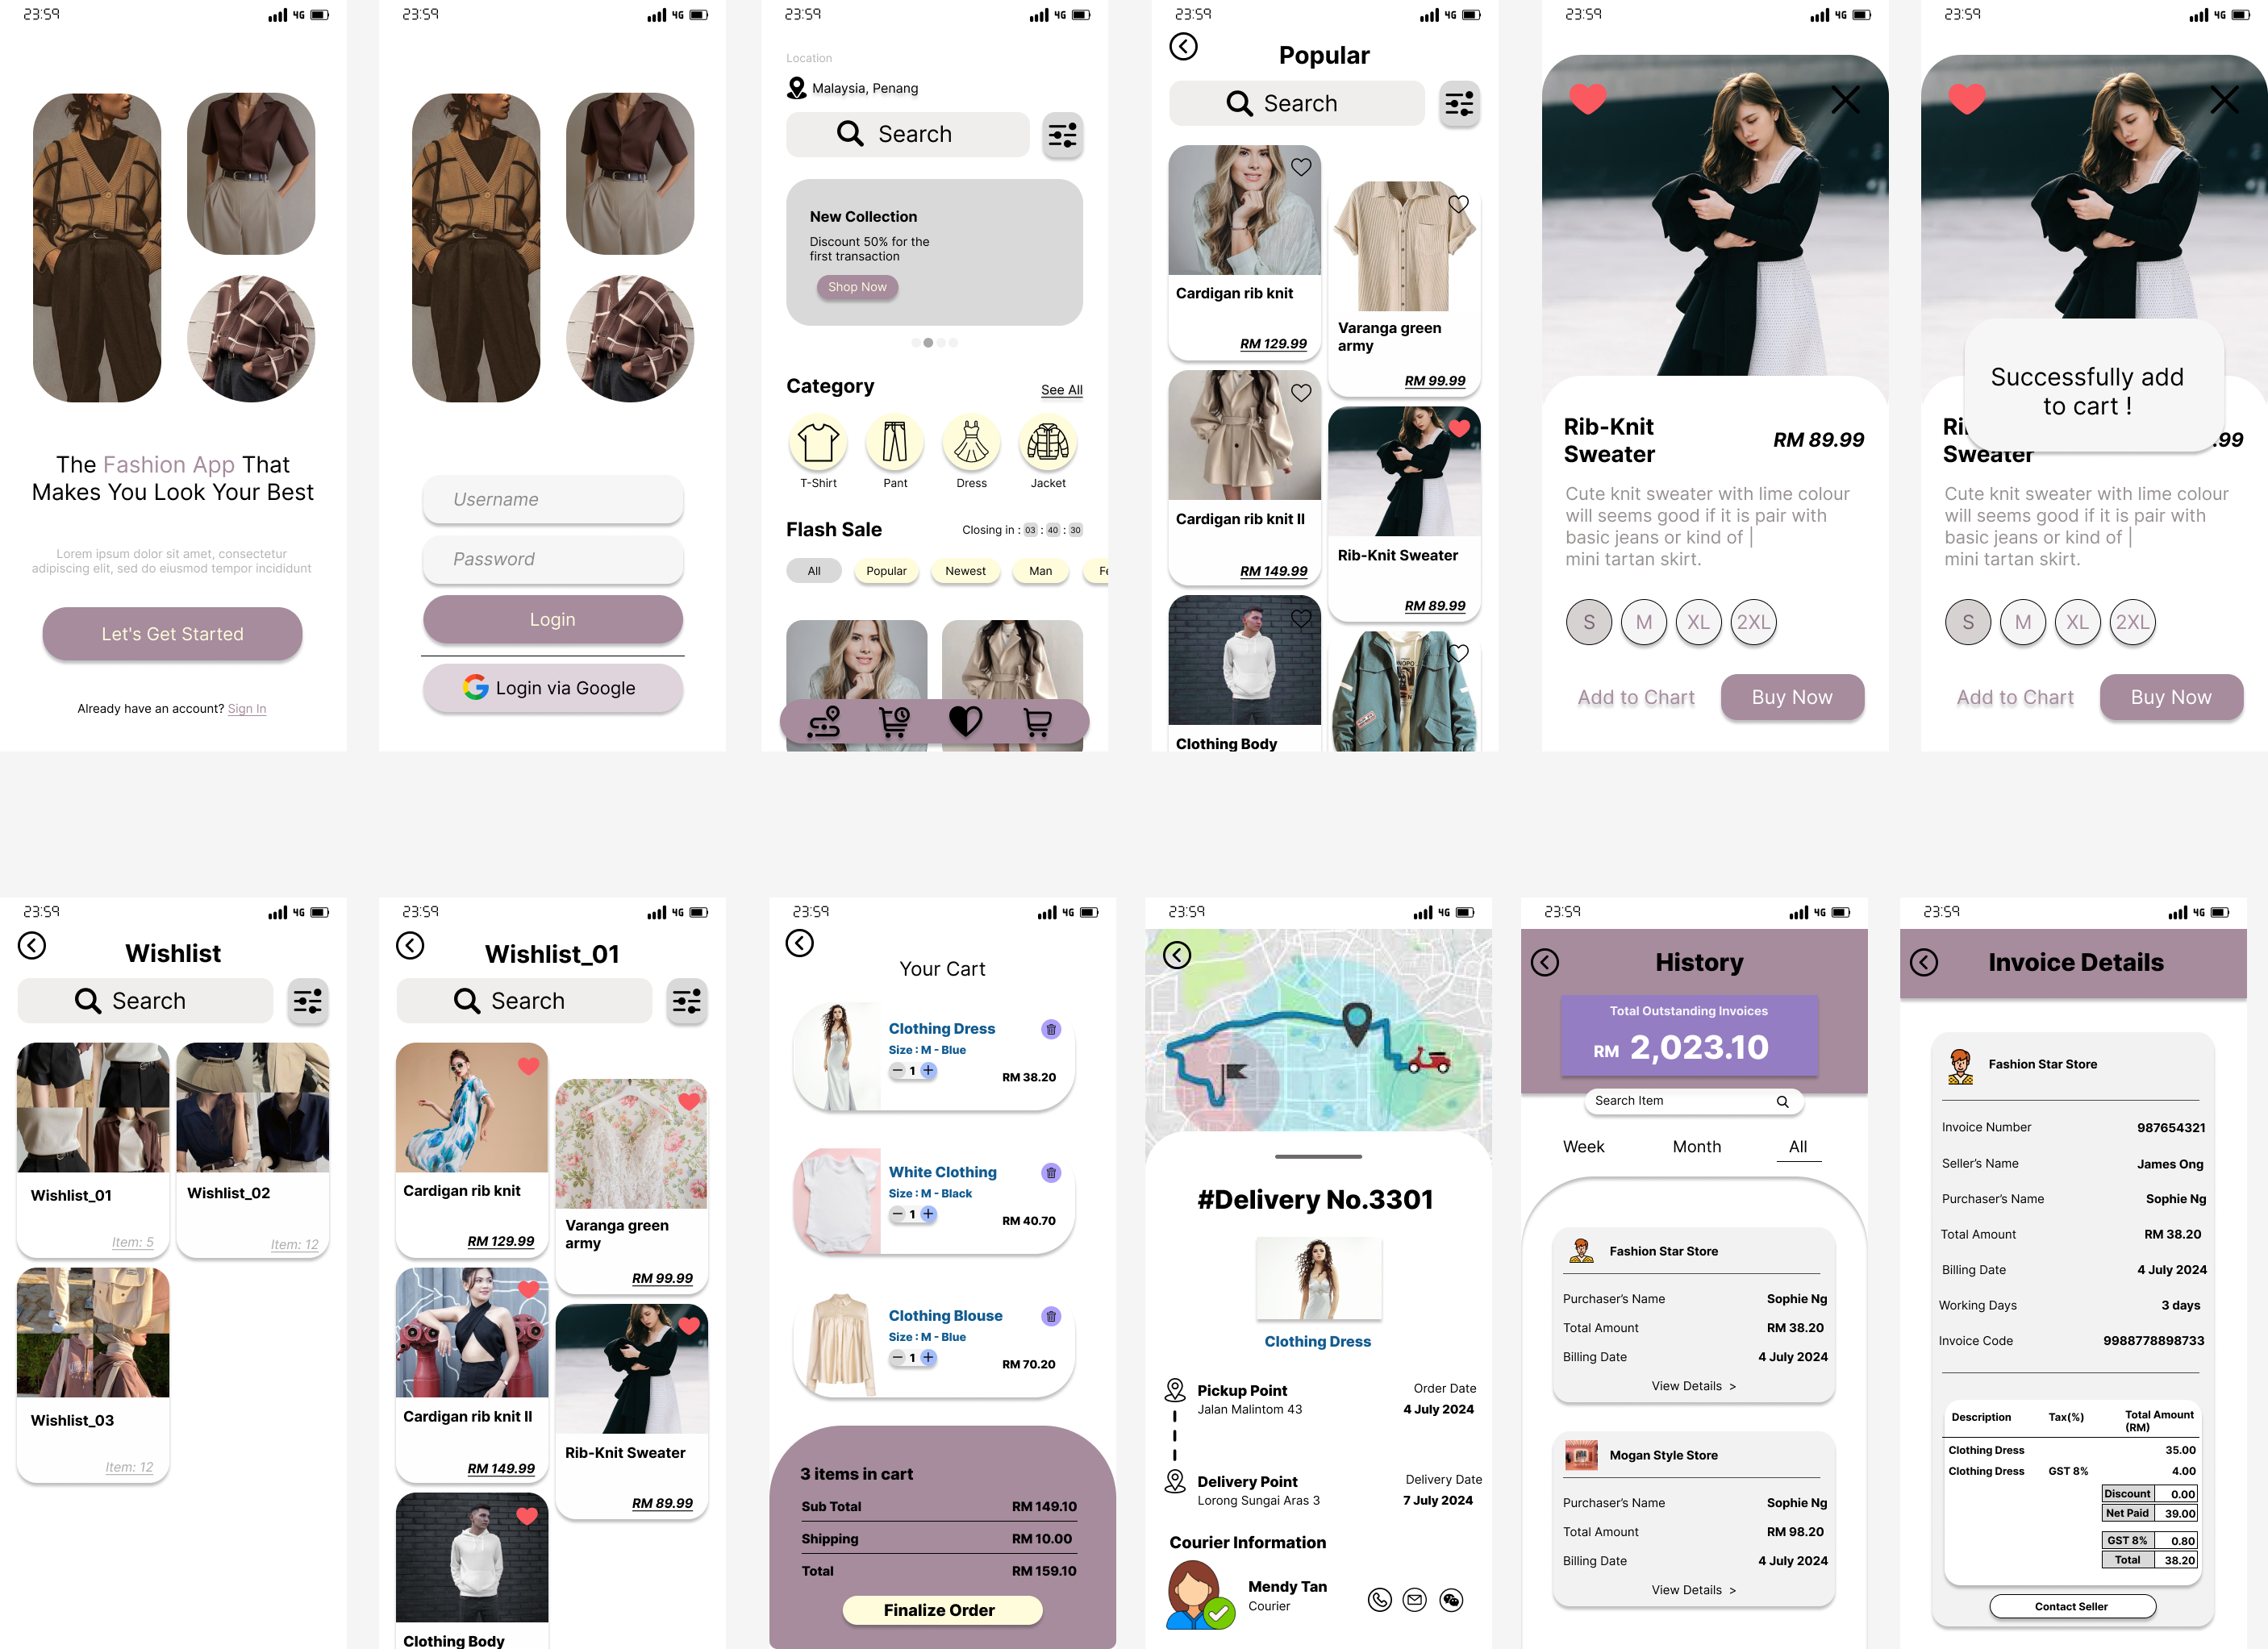 23:59
4G
The Fashion App That
Makes You Look Your Best
Lorem ipsum dolor sit amet, consectetur
adipiscing elit, sed do eiusmod tempor incididunt
Let's Get Started
Already have an account? Sign In
23:59
4G
Username
Password
Login
Login via Google
23:59
4G
Location
Malaysia, Penang
Search
New Collection
Discount 50% for the
first transaction
Shop Now
Category
See All
T-Shirt
Pant
Dress
Jacket
Flash Sale
Closing in : 03 : 40 : 30
All
Popular
Newest
Man
Fe
23:59
4G
Popular
Search
Cardigan rib knit
RM 129.99
Varanga green
army
RM 99.99
Cardigan rib knit II
RM 149.99
Rib-Knit Sweater
RM 89.99
Clothing Body
23:59
4G
Rib-Knit
Sweater
RM 89.99
Cute knit sweater with lime colour
will seems good if it is pair with
basic jeans or kind of |
mini tartan skirt.
S
M
XL
2XL
Add to Chart
Buy Now
23:59
4G
Successfully add
to cart !
Ri
.99
Sweater
Cute knit sweater with lime colour
will seems good if it is pair with
basic jeans or kind of |
mini tartan skirt.
S
M
XL
2XL
Add to Chart
Buy Now
23:59
4G
Wishlist
Search
Wishlist_01
Item: 5
Wishlist_02
Item: 12
Wishlist_03
Item: 12
23:59
4G
Wishlist_01
Search
Cardigan rib knit
RM 129.99
Varanga green
army
RM 99.99
Cardigan rib knit II
RM 149.99
Rib-Knit Sweater
RM 89.99
Clothing Body
23:59
4G
Your Cart
Clothing Dress
Size : M - Blue
1
RM 38.20
White Clothing
Size : M - Black
1
RM 40.70
Clothing Blouse
Size : M - Blue
1
RM 70.20
3 items in cart
Sub Total RM 149.10
Shipping RM 10.00
Total RM 159.10
Finalize Order
23:59
4G
#Delivery No.3301
Clothing Dress
Pickup Point
Jalan Malintom 43
Order Date
4 July 2024
Delivery Point
Lorong Sungai Aras 3
Delivery Date
7 July 2024
Courier Information
Mendy Tan
Courier
23:59
4G
History
Total Outstanding Invoices
RM 2,023.10
Search Item
Week
Month
All
Fashion Star Store
Purchaser's Name Sophie Ng
Total Amount RM 38.20
Billing Date 4 July 2024
View Details >
Mogan Style Store
Purchaser's Name Sophie Ng
Total Amount RM 98.20
Billing Date 4 July 2024
View Details >
23:59
4G
Invoice Details
Fashion Star Store
Invoice Number 987654321
Seller's Name James Ong
Purchaser's Name Sophie Ng
Total Amount RM 38.20
Billing Date 4 July 2024
Working Days 3 days
Invoice Code 9988778898733
Description Tax(%) Total Amount
(RM)
Clothing Dress 35.00
Clothing Dress GST 8% 4.00
Discount 0.00
Net Paid 39.00
GST 8% 0.80
Total 38.20
Contact Seller